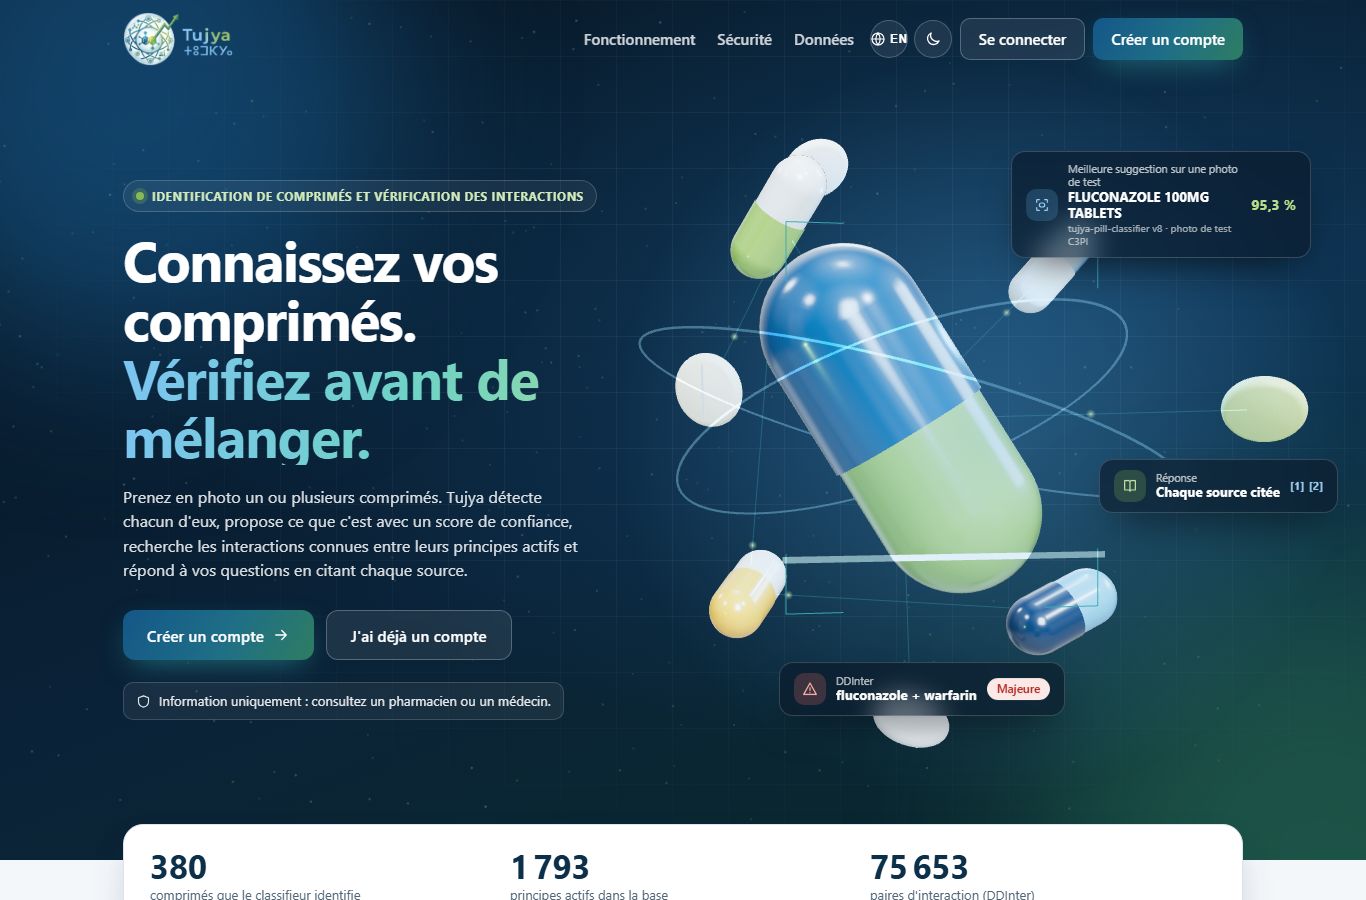 Tujya
ⵜⵓⵊⴽⵖⴰ
Fonctionnement
Sécurité
Données
EN
Se connecter
Créer un compte
IDENTIFICATION DE COMPRIMÉS ET VÉRIFICATION DES INTERACTIONS
Connaissez vos
comprimés.
Vérifiez avant de
mélanger.
Prenez en photo un ou plusieurs comprimés. Tujya détecte
chacun d'eux, propose ce que c'est avec un score de confiance,
recherche les interactions connues entre leurs principes actifs et
répond à vos questions en citant chaque source.
Créer un compte
J'ai déjà un compte
Information uniquement : consultez un pharmacien ou un médecin.
Meilleure suggestion sur une photo
de test
FLUCONAZOLE 100MG
TABLETS
95,3 %
tujya-pill-classifier v8 · photo de test
C3PI
Réponse
Chaque source citée
[1] [2]
DDInter
fluconazole + warfarin
Majeure
380
comprimés que le classifieur identifie
1 793
principes actifs dans la base
75 653
paires d'interaction (DDInter)